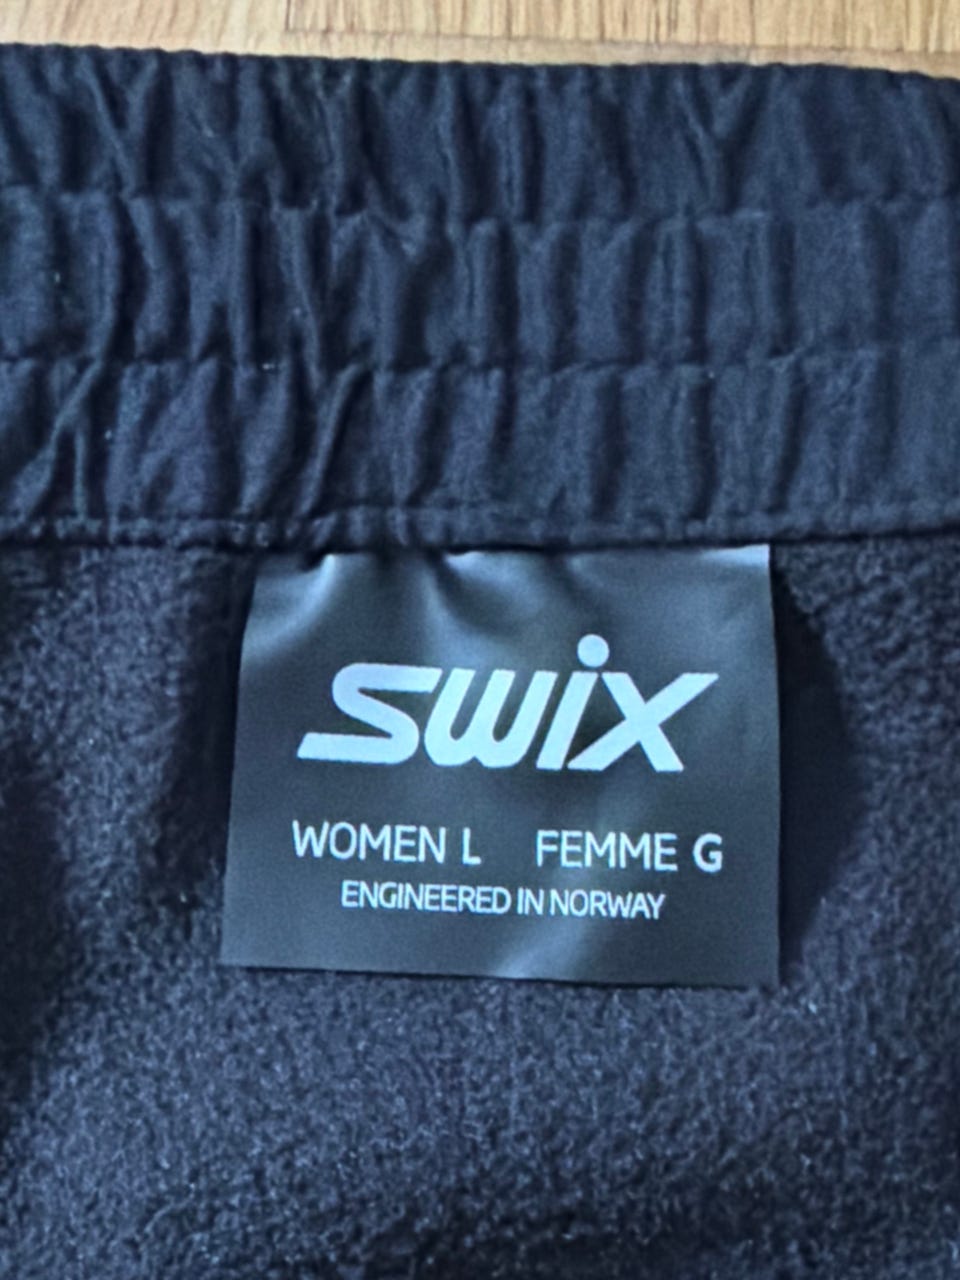 swix
WOMEN L FEMME G
ENGINEERED IN NORWAY